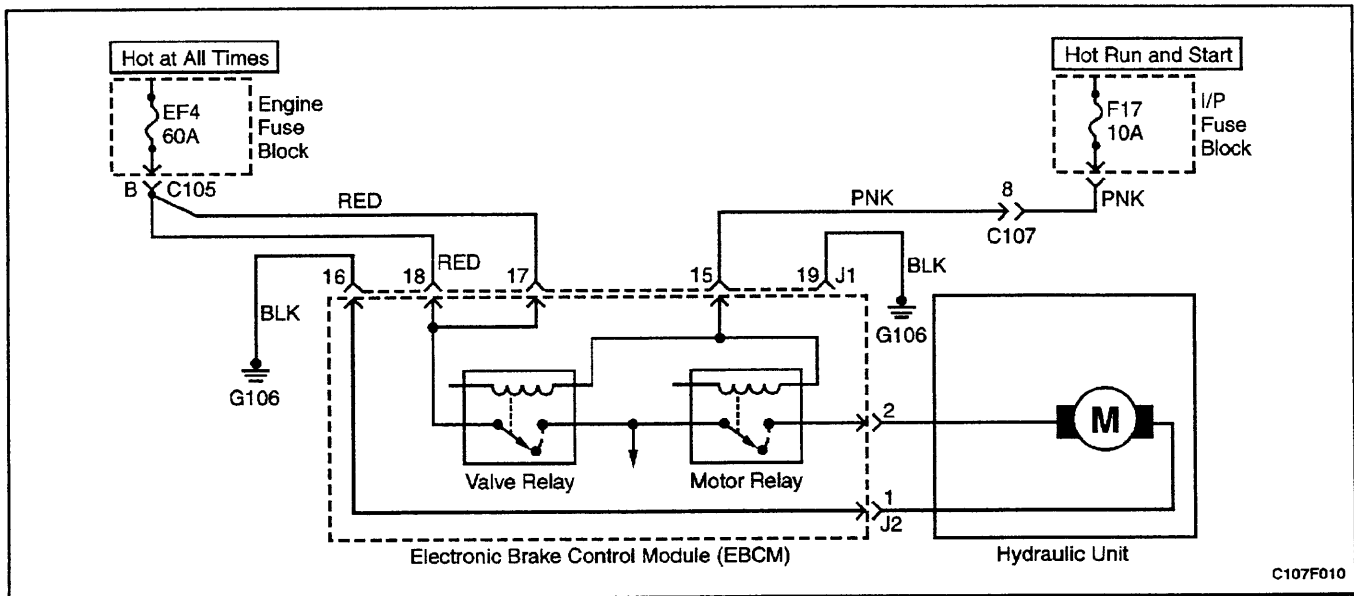 Hot at All Times
Hot Run and Start
EF4
60A
Engine
Fuse
Block
F17
10A
I/P
Fuse
Block
B C105
RED
PNK
8
C107
PNK
16
18
RED
17
15
19 J1
BLK
BLK
G106
G106
2
M
Valve Relay
Motor Relay
1
J2
Electronic Brake Control Module (EBCM)
Hydraulic Unit
C107F010